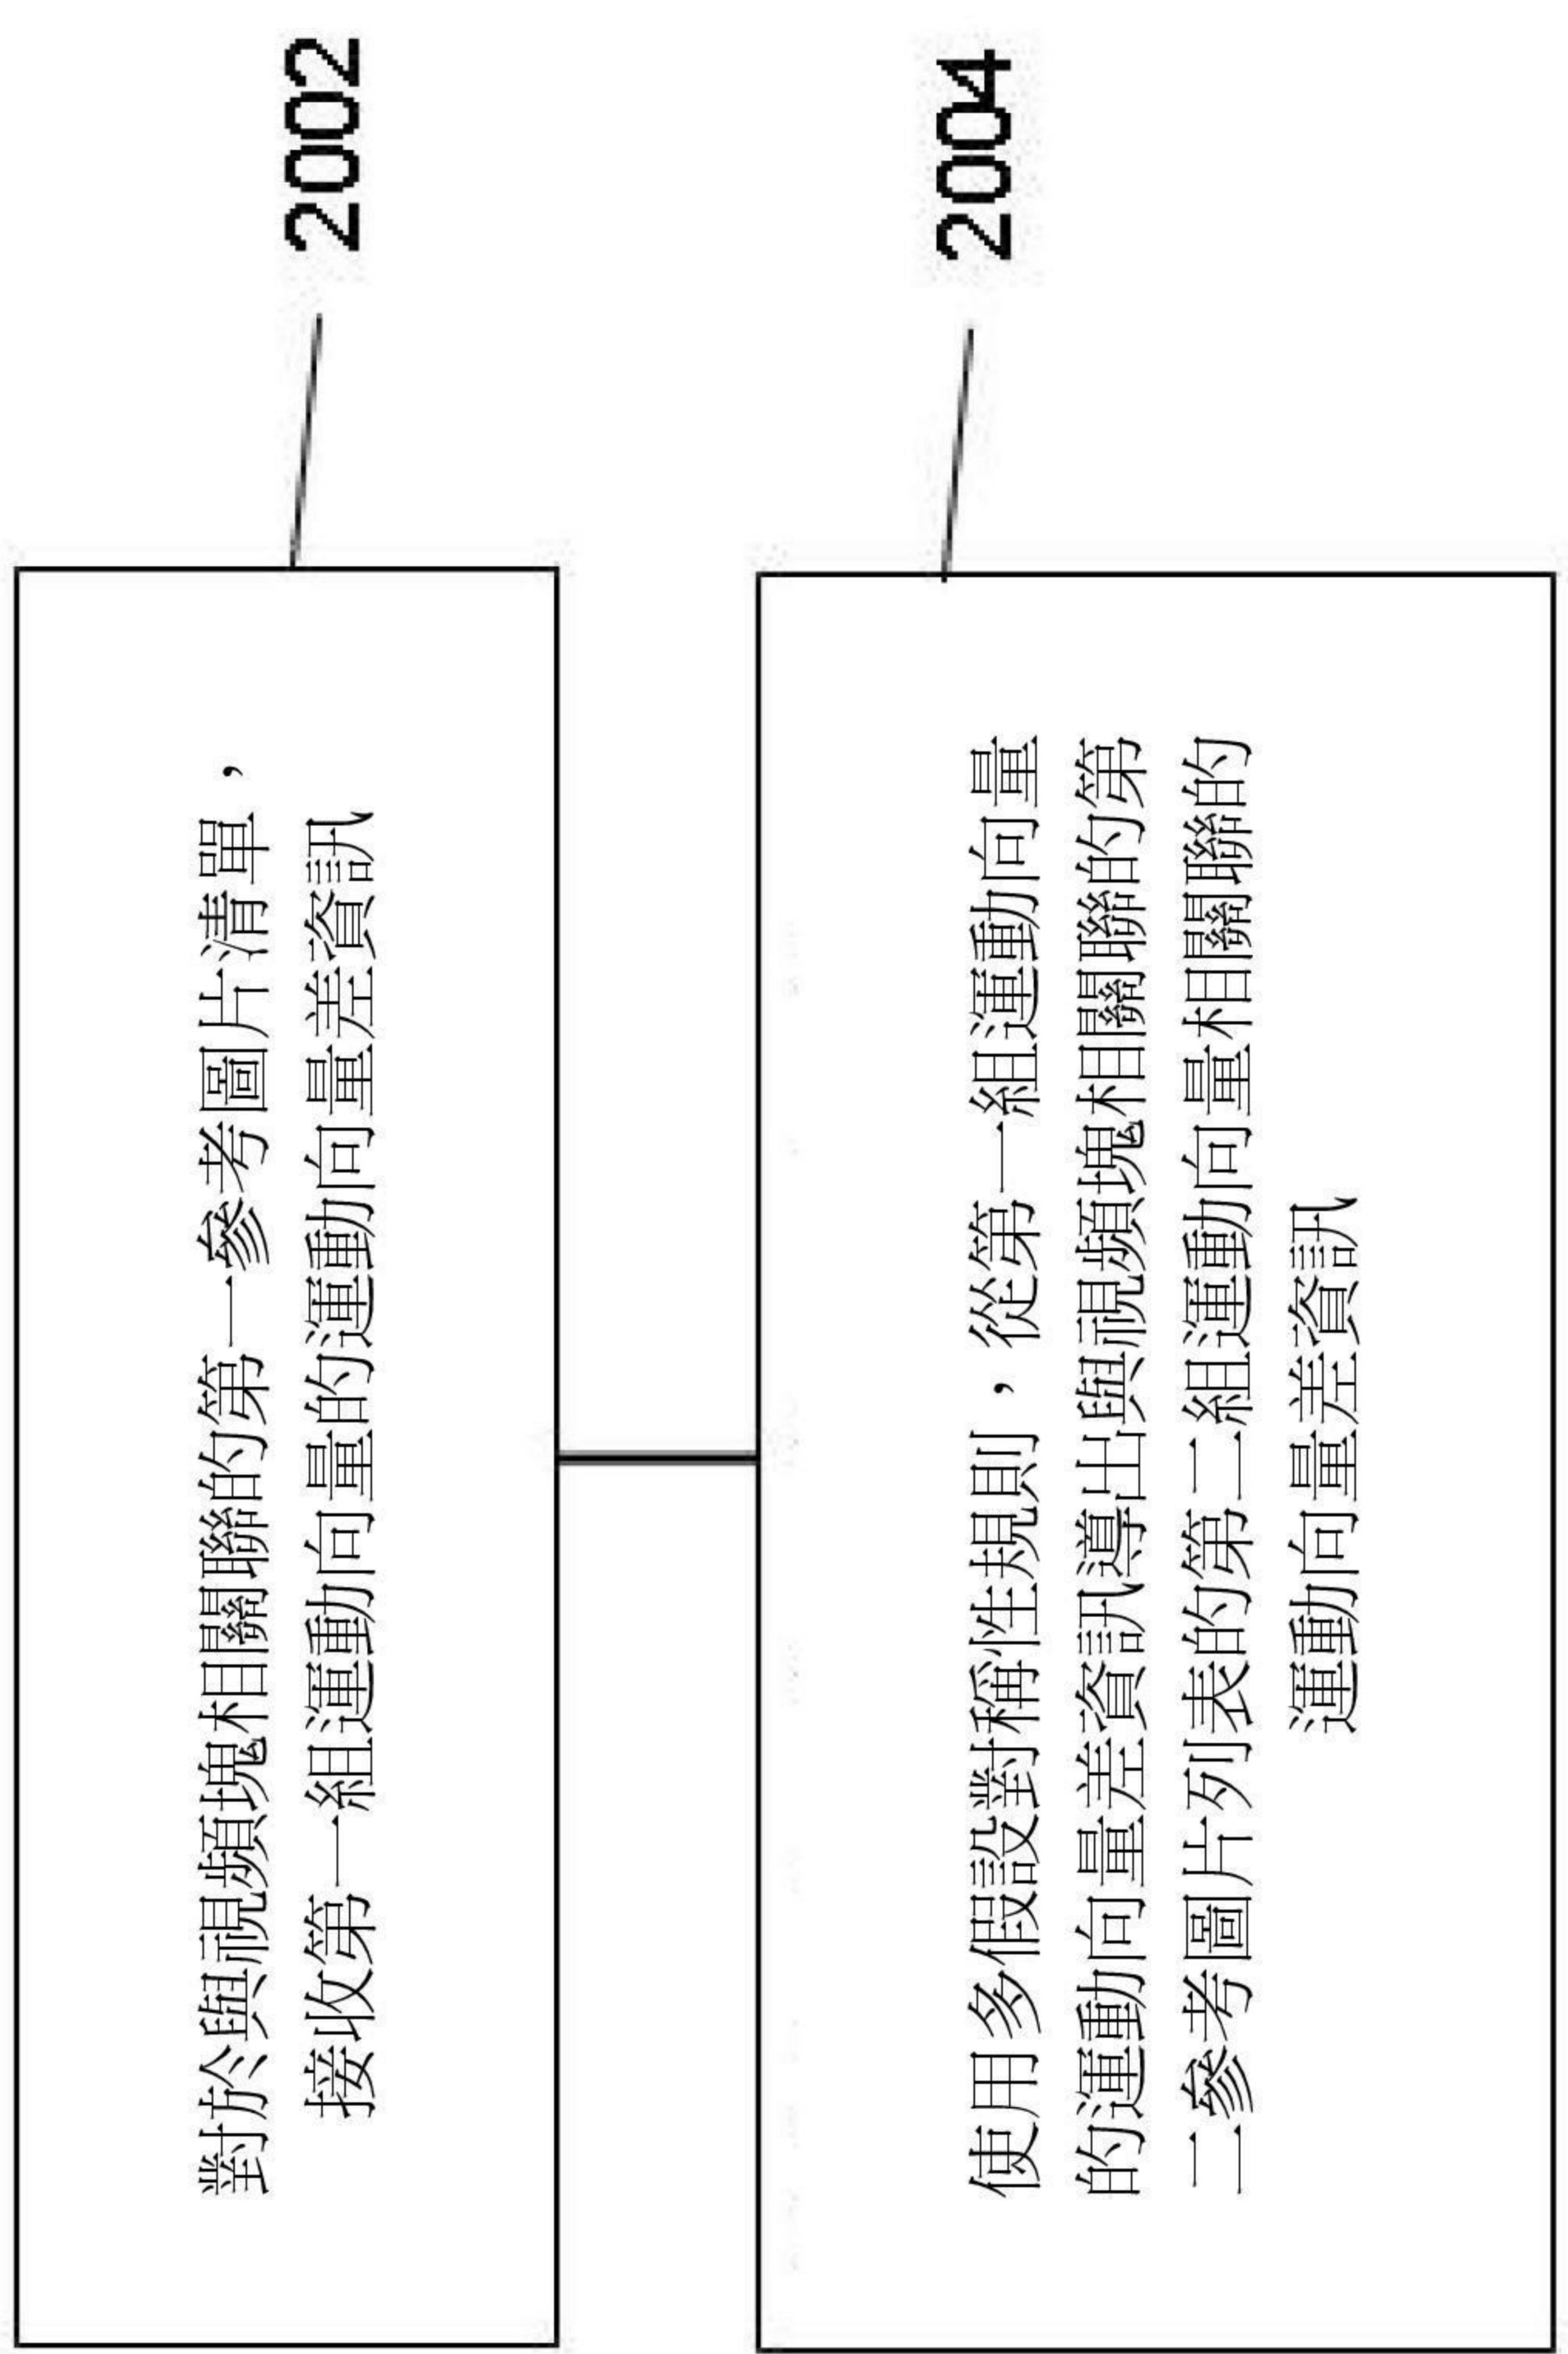 對於與視頻塊相關聯的第一參考圖片清單，
接收第一組運動向量的運動向量差資訊
2002
使用多假設對稱性規則，從第一組運動向量
的運動向量差資訊導出與視頻塊相關聯的第
二參考圖片列表的第二組運動向量相關聯的
運動向量差資訊
2004